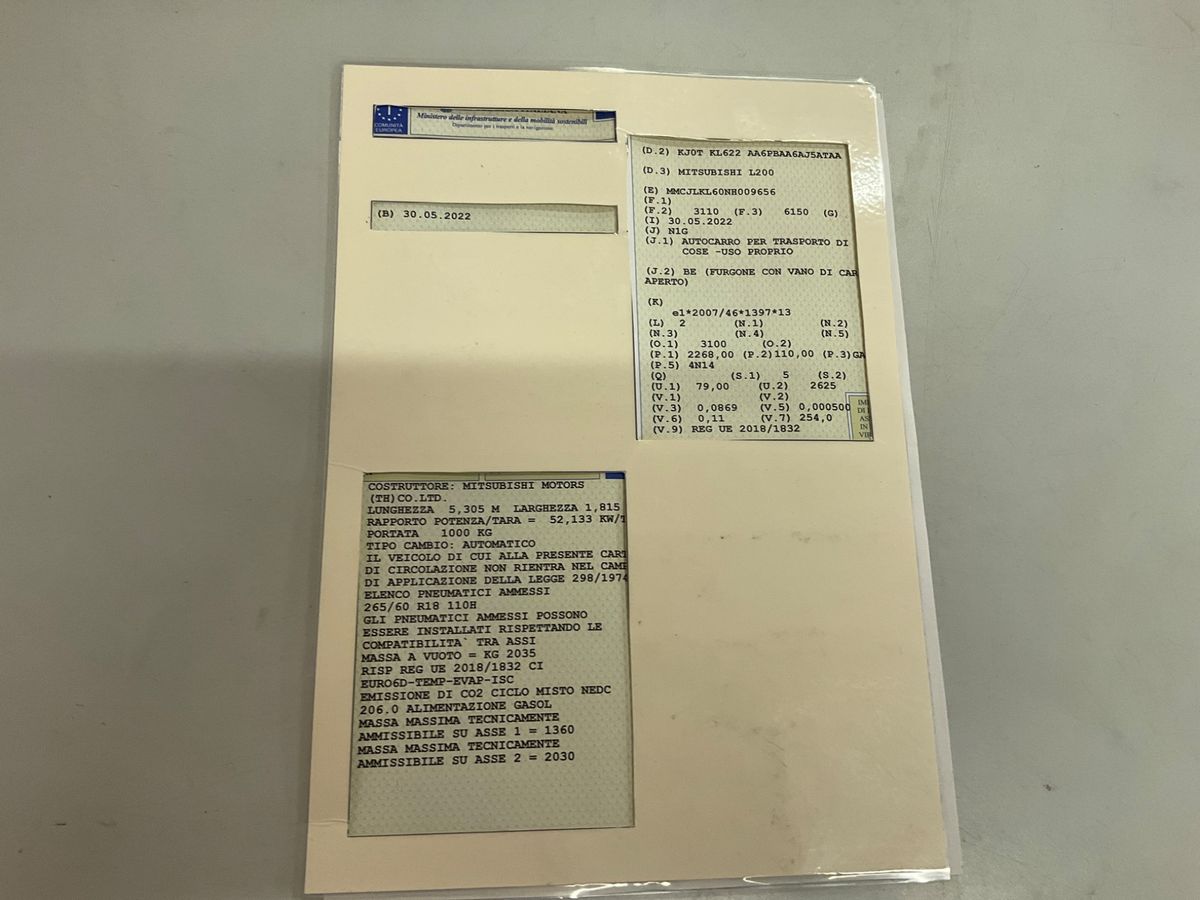 COMUNITÀ
EUROPEA
Ministero delle infrastrutture e della mobilità sostenibili
Dipartimento per i trasporti e la navigazione
(B) 30.05.2022
(D.2) KJ0T KL622 AA6PBAA6AJ5ATAA
(D.3) MITSUBISHI L200
(E) MMCJLKL60NH009656
(F.1)
(F.2) 3110 (F.3) 6150 (G)
(I) 30.05.2022
(J) N1G
(J.1) AUTOCARRO PER TRASPORTO DI
COSE -USO PROPRIO
(J.2) BE (FURGONE CON VANO DI CAR
APERTO)
(K)
e1*2007/46*1397*13
(L) 2 (N.1) (N.2)
(N.3) (N.4) (N.5)
(O.1) 3100 (O.2)
(P.1) 2268,00 (P.2)110,00 (P.3)GA
(P.5) 4N14
(Q) (S.1) 5 (S.2)
(U.1) 79,00 (U.2) 2625
(V.1) (V.2)
(V.3) 0,0869 (V.5) 0,000500
(V.6) 0,11 (V.7) 254,0
(V.9) REG UE 2018/1832
DI
AS
IN
VI
COSTRUTTORE: MITSUBISHI MOTORS
(TH)CO.LTD.
LUNGHEZZA 5,305 M LARGHEZZA 1,815
RAPPORTO POTENZA/TARA = 52,133 KW/T
PORTATA 1000 KG
TIPO CAMBIO: AUTOMATICO
IL VEICOLO DI CUI ALLA PRESENTE CART
DI CIRCOLAZIONE NON RIENTRA NEL CAMP
DI APPLICAZIONE DELLA LEGGE 298/1974
ELENCO PNEUMATICI AMMESSI
265/60 R18 110H
GLI PNEUMATICI AMMESSI POSSONO
ESSERE INSTALLATI RISPETTANDO LE
COMPATIBILITA` TRA ASSI
MASSA A VUOTO = KG 2035
RISP REG UE 2018/1832 CI
EURO6D-TEMP-EVAP-ISC
EMISSIONE DI CO2 CICLO MISTO NEDC
206.0 ALIMENTAZIONE GASOL
MASSA MASSIMA TECNICAMENTE
AMMISSIBILE SU ASSE 1 = 1360
MASSA MASSIMA TECNICAMENTE
AMMISSIBILE SU ASSE 2 = 2030